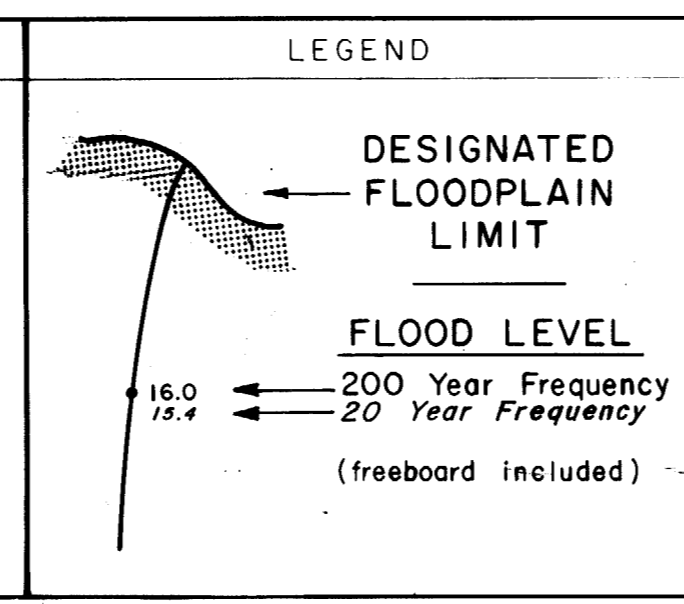 LEGEND
DESIGNATED
FLOODPLAIN
LIMIT
FLOOD LEVEL
16.0 200 Year Frequency
15.4 20 Year Frequency
(freeboard included)